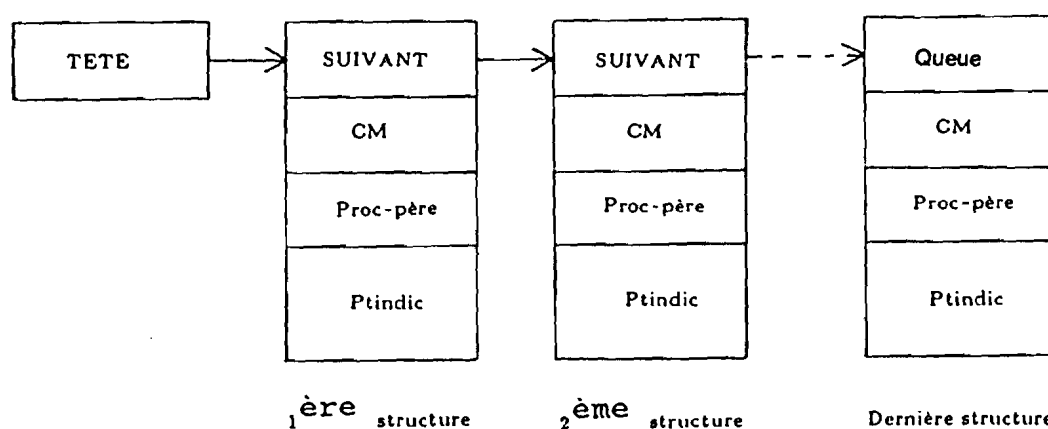 TETE SUIVANT SUIVANT Queue
CM CM CM
Proc-père Proc-père Proc-père
Ptindic Ptindic Ptindic
1ère structure 2ème structure Dernière structure